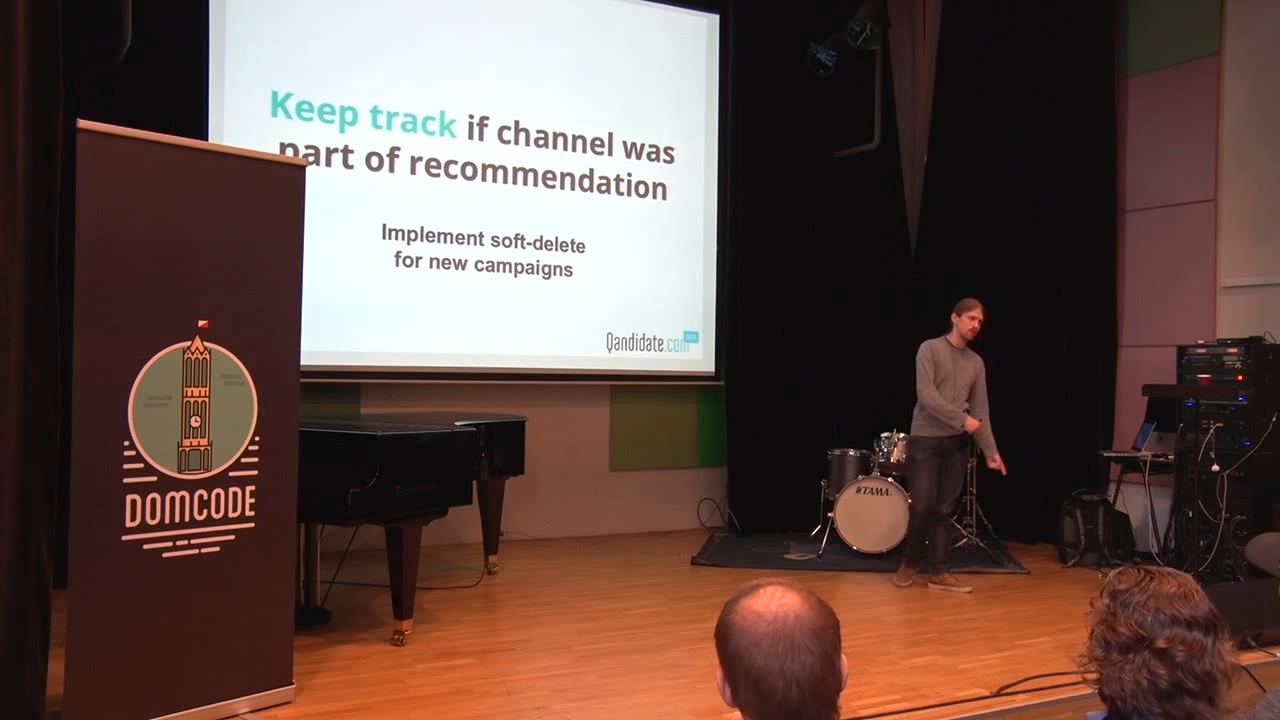 Keep track if channel was
part of recommendation
Implement soft-delete
for new campaigns
Qandidate.com
DOMCODE
TAMA